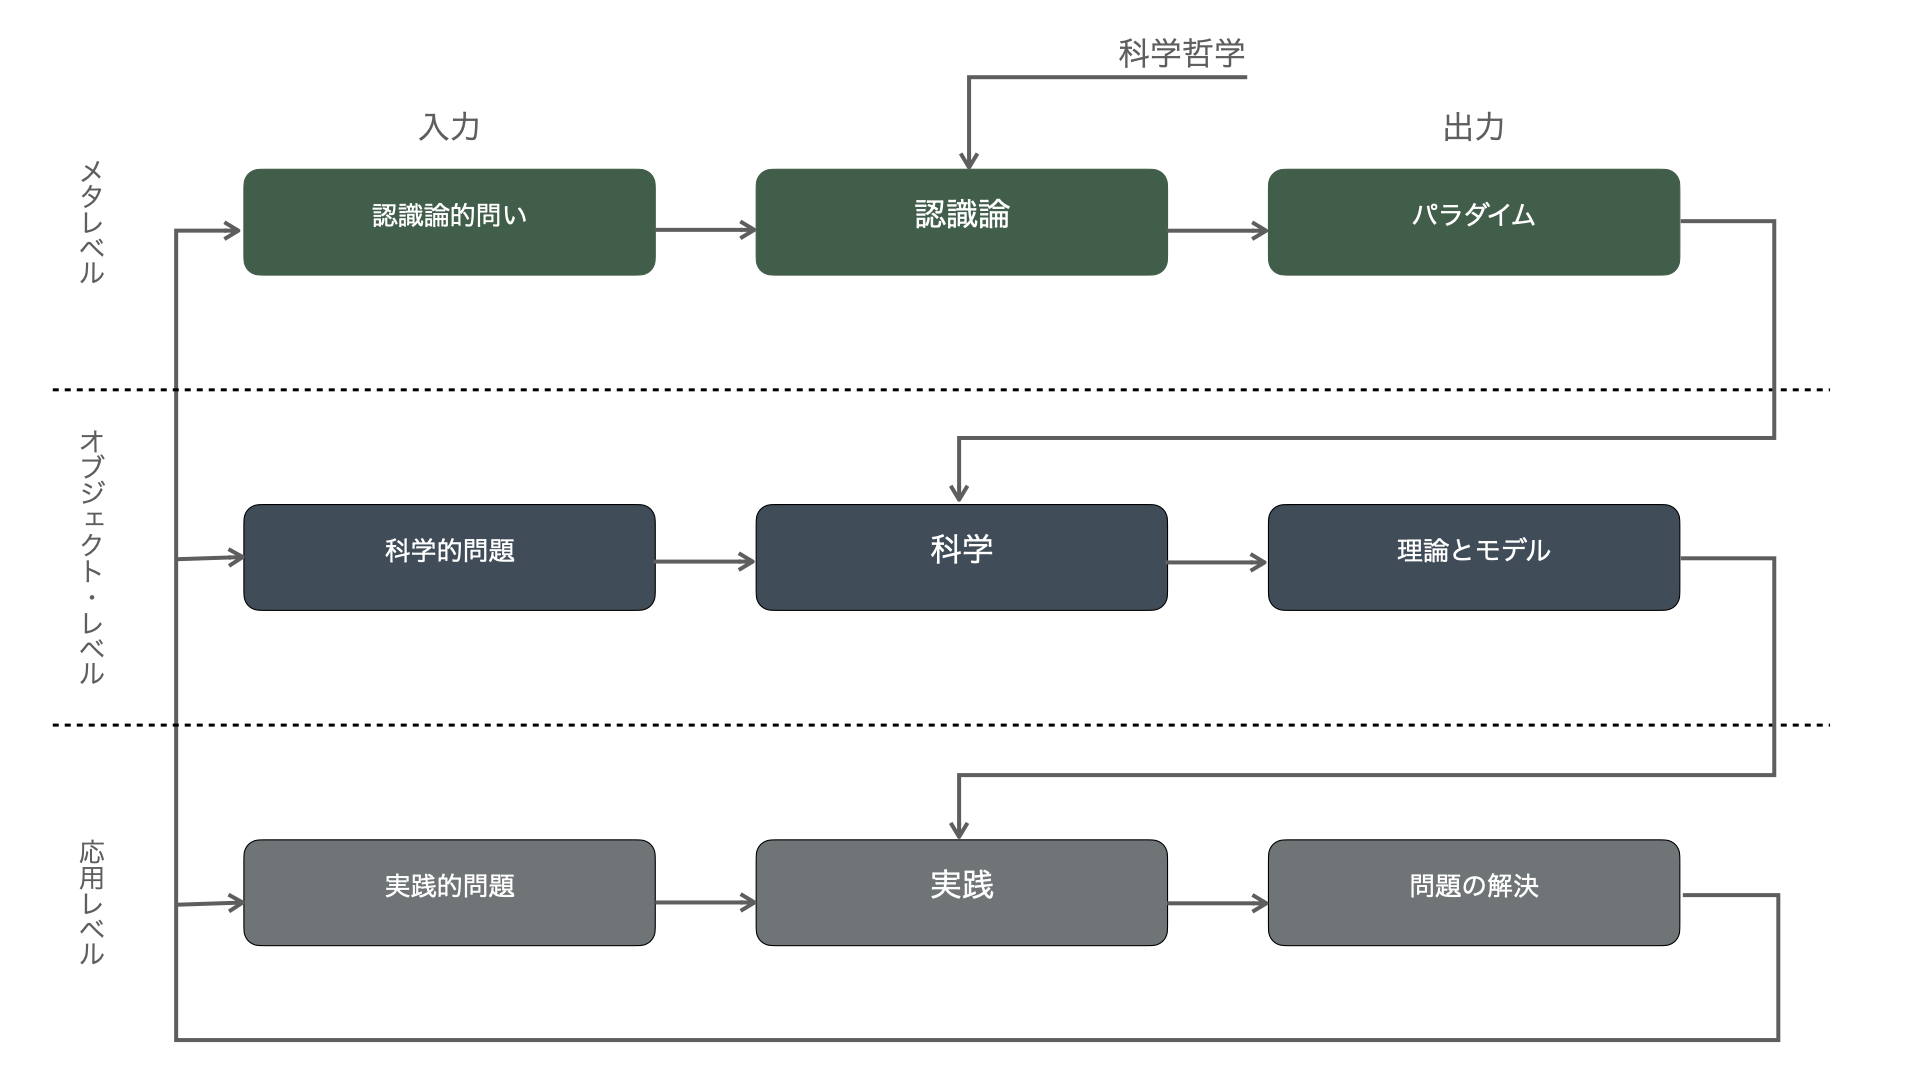 科学哲学
入力
出力
メタレベル
認識論的問い
認識論
パラダイム
オブジェクト・レベル
科学的問題
科学
理論とモデル
応用レベル
実践的問題
実践
問題の解決